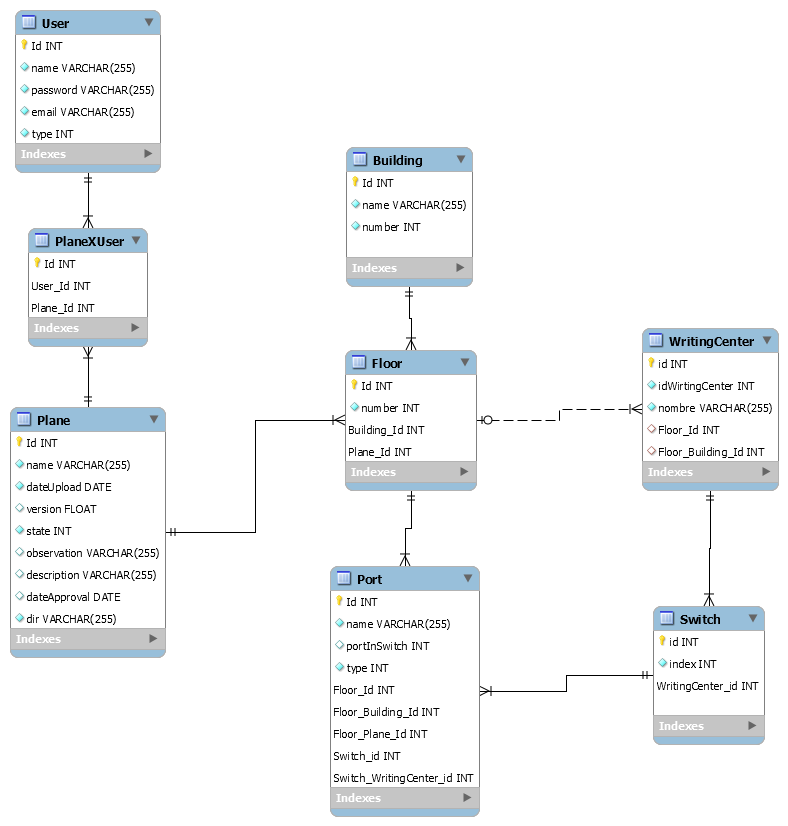 User
Id INT
name VARCHAR(255)
password VARCHAR(255)
email VARCHAR(255)
type INT
Indexes
PlaneXUser
Id INT
User_Id INT
Plane_Id INT
Indexes
Plane
Id INT
name VARCHAR(255)
dateUpload DATE
version FLOAT
state INT
observation VARCHAR(255)
description VARCHAR(255)
dateApproval DATE
dir VARCHAR(255)
Indexes
Building
Id INT
name VARCHAR(255)
number INT
Indexes
Floor
Id INT
number INT
Building_Id INT
Plane_Id INT
Indexes
Port
Id INT
name VARCHAR(255)
portInSwitch INT
type INT
Floor_Id INT
Floor_Building_Id INT
Floor_Plane_Id INT
Switch_id INT
Switch_WritingCenter_id INT
Indexes
WritingCenter
id INT
idWirtingCenter INT
nombre VARCHAR(255)
Floor_Id INT
Floor_Building_Id INT
Indexes
Switch
id INT
index INT
WritingCenter_id INT
Indexes